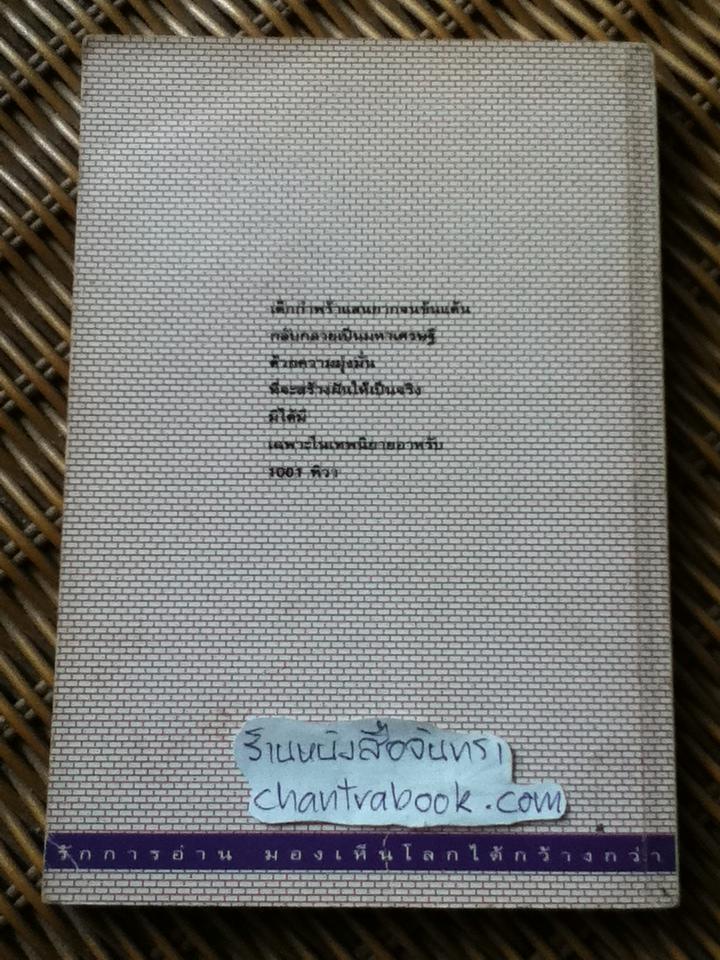 เด็กกำพร้าแสนยากจนข้นแค้น
กลับกลายเป็นมหาเศรษฐี
ด้วยความมุ่งมั่น
ที่จะสร้างฝันให้เป็นจริง
มิได้มี
เฉพาะในเทพนิยายอาหรับ
1001 ทิวา
ร้านหนังสือจันทรา
chantrabook.com
รักการอ่าน มองเห็นโลกได้กว้างกว่า